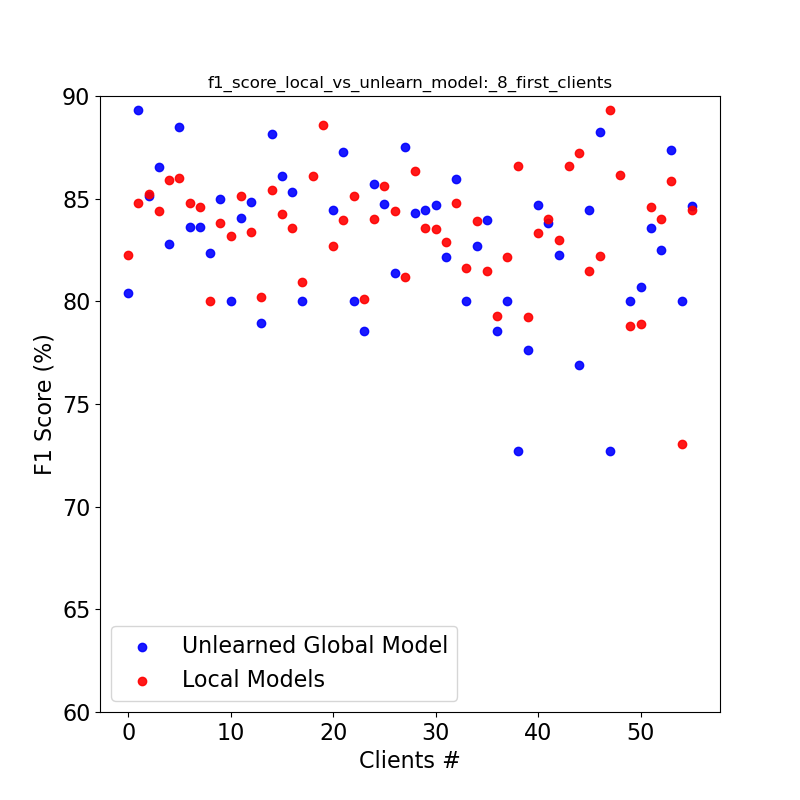 f1_score_local_vs_unlearn_model:_8_first_clients
90
85
80
75
70
65
60
F1 Score (%)
Unlearned Global Model
Local Models
0 10 20 30 40 50
Clients #